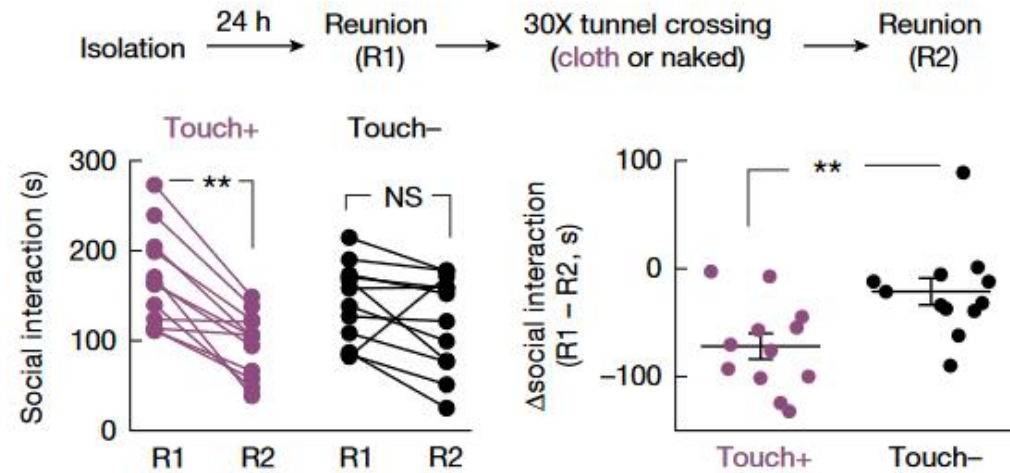 24 h
Isolation
Reunion
(R1)
30X tunnel crossing
(cloth or naked)
Reunion
(R2)
Touch+
Touch–
Social interaction (s)
300
200
100
0
**
NS
R1
R2
R1
R2
Δsocial interaction
(R1 – R2, s)
100
0
–100
**
Touch+
Touch–